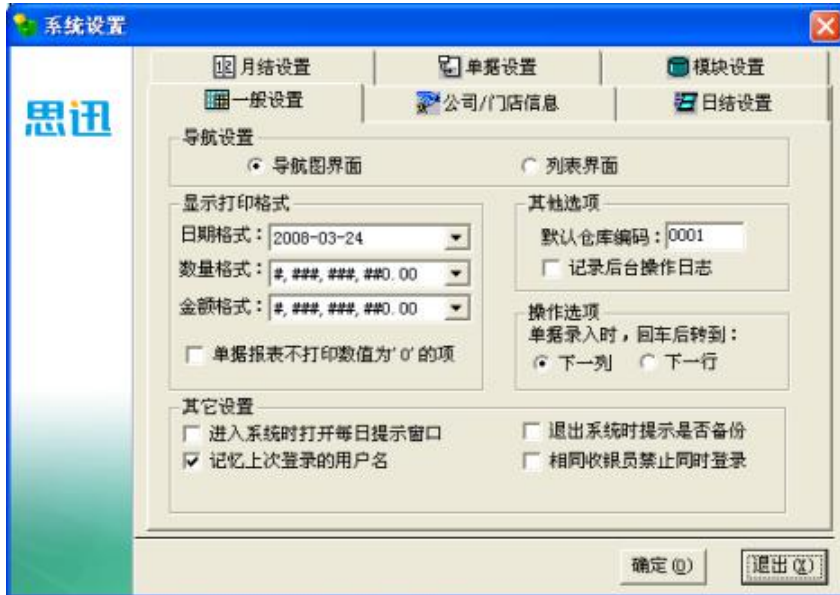 系统设置
思迅
月结设置 单据设置 模块设置
一般设置 公司/门店信息 日结设置
导航设置
导航图界面 列表界面
显示打印格式
日期格式：2008-03-24
数量格式：#,###,###,##0.00
金额格式：#,###,###,##0.00
单据报表不打印数值为'0'的项
其他选项
默认仓库编码：0001
记录后台操作日志
操作选项
单据录入时，回车后转到：
下一列 下一行
其它设置
进入系统时打开每日提示窗口 退出系统时提示是否备份
记忆上次登录的用户名 相同收银员禁止同时登录
确定(O) 退出(X)